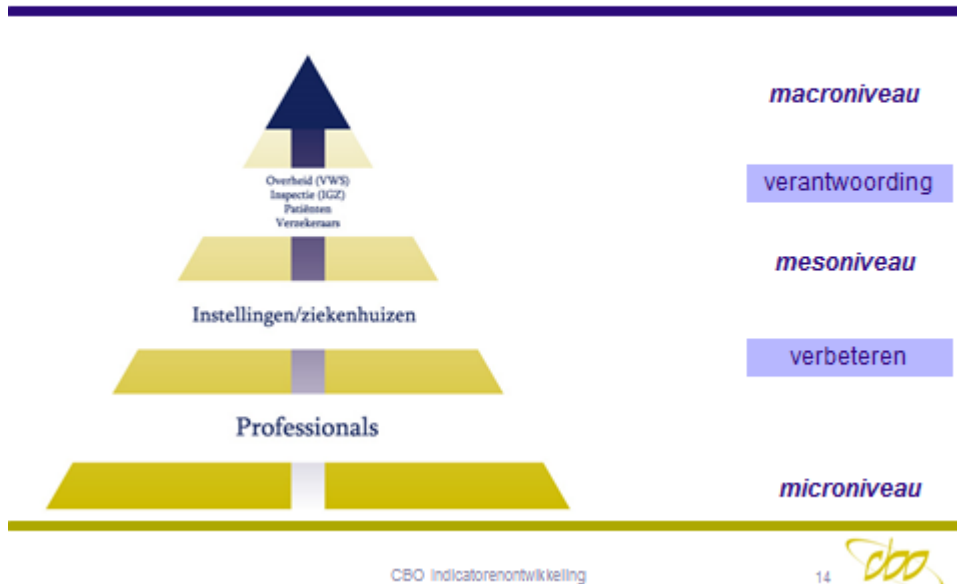 macroniveau
Overheid (VWS)
Inspectie (IGZ)
Patiënten
Verzekeraars
verantwoording
mesoniveau
Instellingen/ziekenhuizen
verbeteren
Professionals
microniveau
CBO Indicatorenontwikkeling
14
cbo